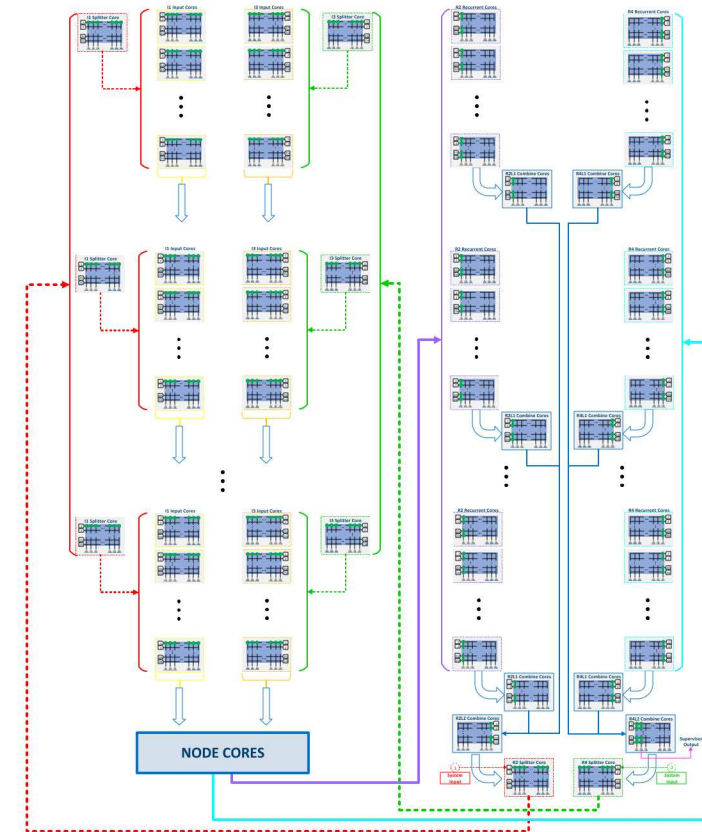 I1 Splitter Core
I1 Input Cores
I3 Input Cores
I3 Splitter Core
R2 Recurrent Cores
R4 Recurrent Cores
R2L1 Combine Cores
R4L1 Combine Cores
I1 Splitter Core
I1 Input Cores
I3 Input Cores
I3 Splitter Core
R2 Recurrent Cores
R4 Recurrent Cores
R2L1 Combine Cores
R4L1 Combine Cores
I1 Splitter Core
I1 Input Cores
I3 Input Cores
I3 Splitter Core
R2 Recurrent Cores
R4 Recurrent Cores
R2L1 Combine Cores
R4L1 Combine Cores
R2L2 Combine Cores
R4L2 Combine Cores
Supervisor
Output
NODE CORES
R2 Splitter Core
R4 Splitter Core
System
Input
System
Input